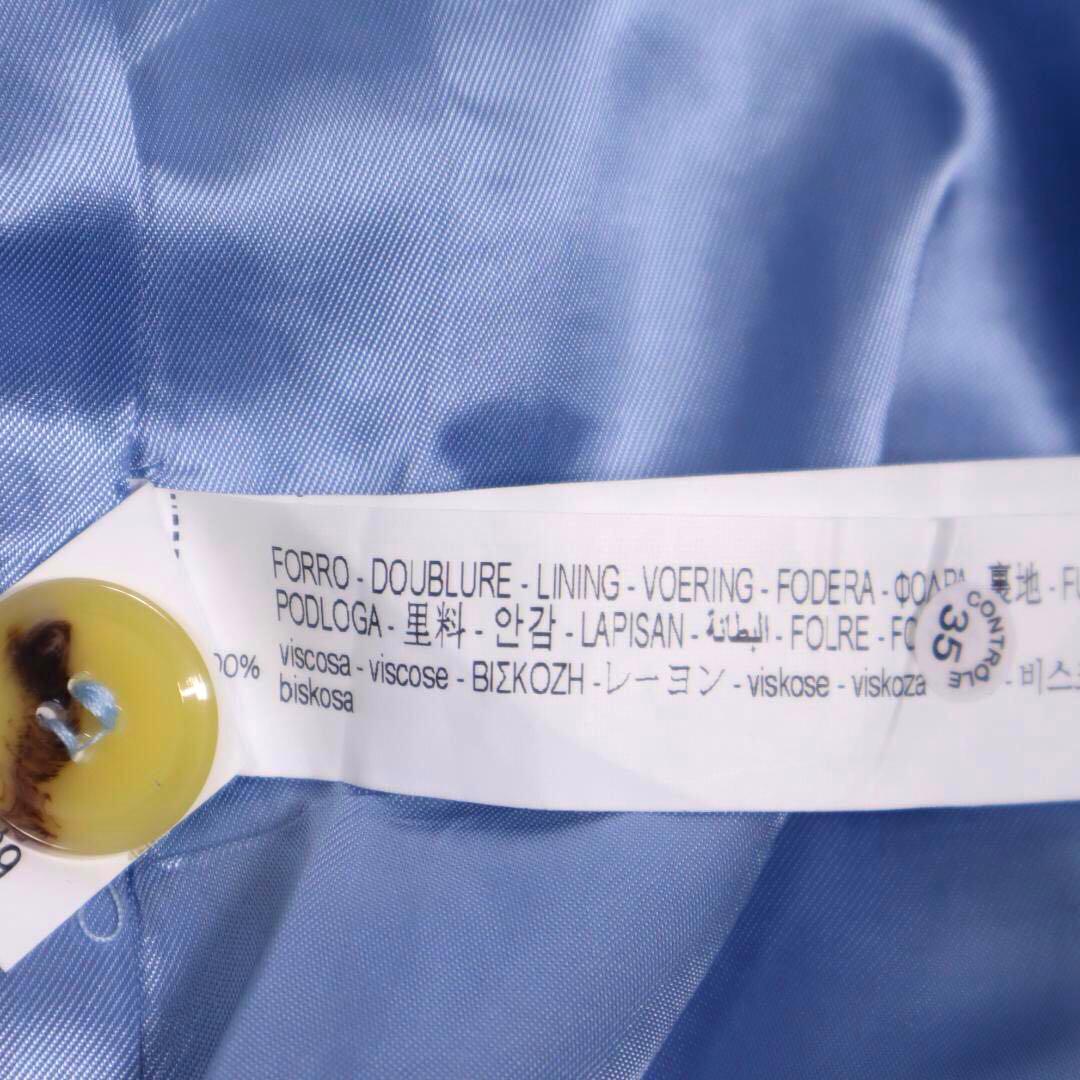 FORRO - DOUBLURE - LINING - VOERING - FODERA - 裏地 -
PODLOGA - 里料 - 안감 - LAPISAN - البطانة - FOLRE -
viscosa - viscose - ΒΙΣΚΟΖΗ - レーヨン - viskose - viskoza -
biskosa
CONTROLE
35